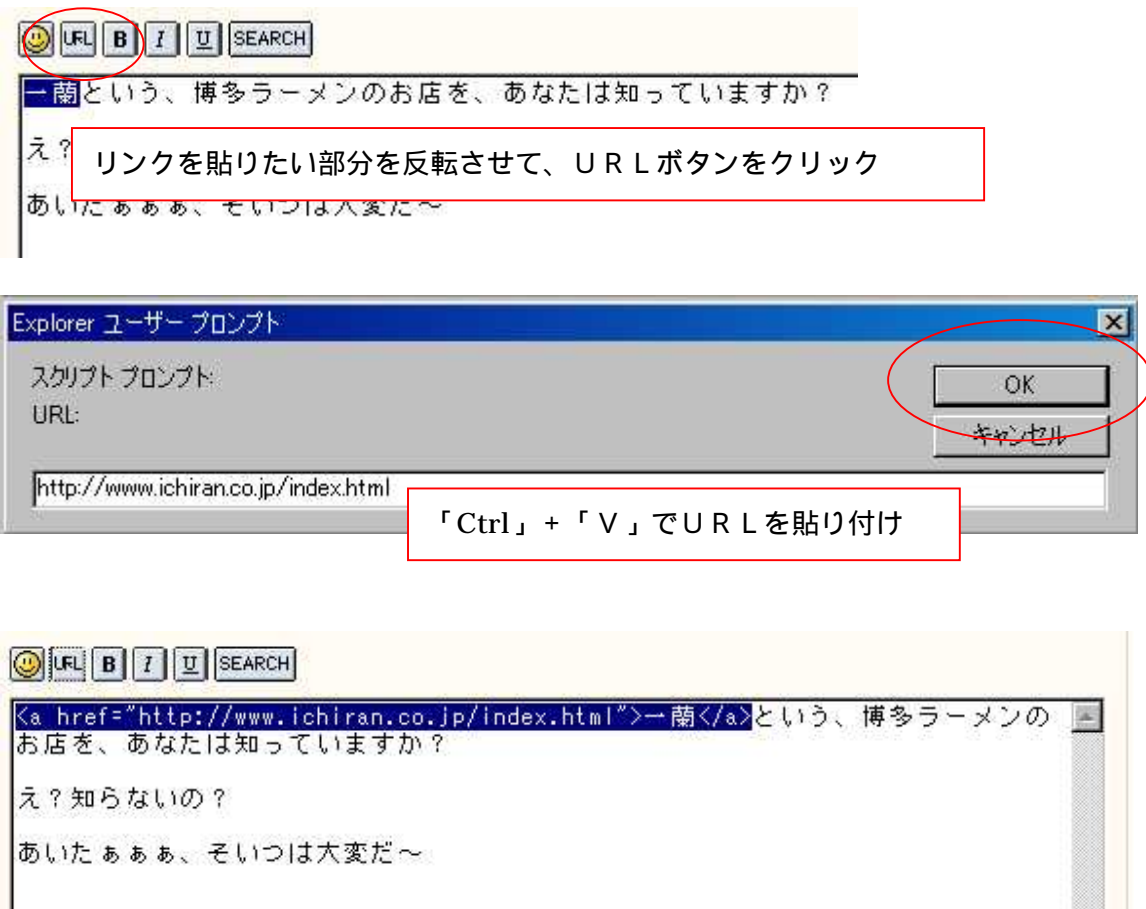 URL B I U SEARCH
一蘭という、博多ラーメンのお店を、あなたは知っていますか？
え？
リンクを貼りたい部分を反転させて、ＵＲＬボタンをクリック
あいたぁぁぁ、そいつは大変だ～
Explorer ユーザー プロンプト
スクリプト プロンプト:
OK
URL:
キャンセル
http://www.ichiran.co.jp/index.html
「Ctrl」+「Ｖ」でＵＲＬを貼り付け
URL B I U SEARCH
<a href="http://www.ichiran.co.jp/index.html">一蘭</a>という、博多ラーメンの
お店を、あなたは知っていますか？
え？知らないの？
あいたぁぁぁ、そいつは大変だ～